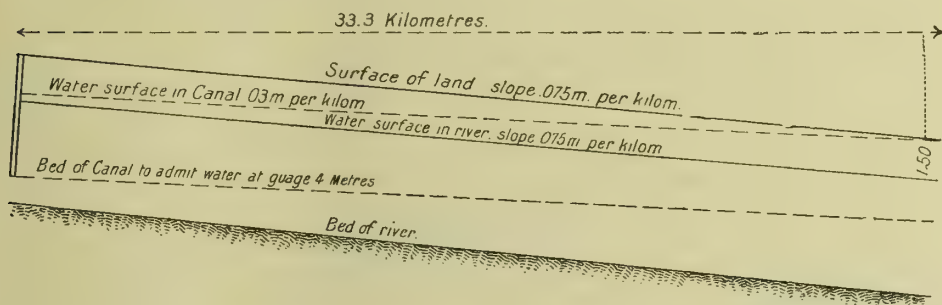 33.3 Kilometres.
Surface of land slope .075m. per kilom.
Water surface in Canal 03m per kilom
Water surface in river. slope 075m per kilom
1.50
Bed of Canal to admit water at guage 4 Metres
Bed of river.